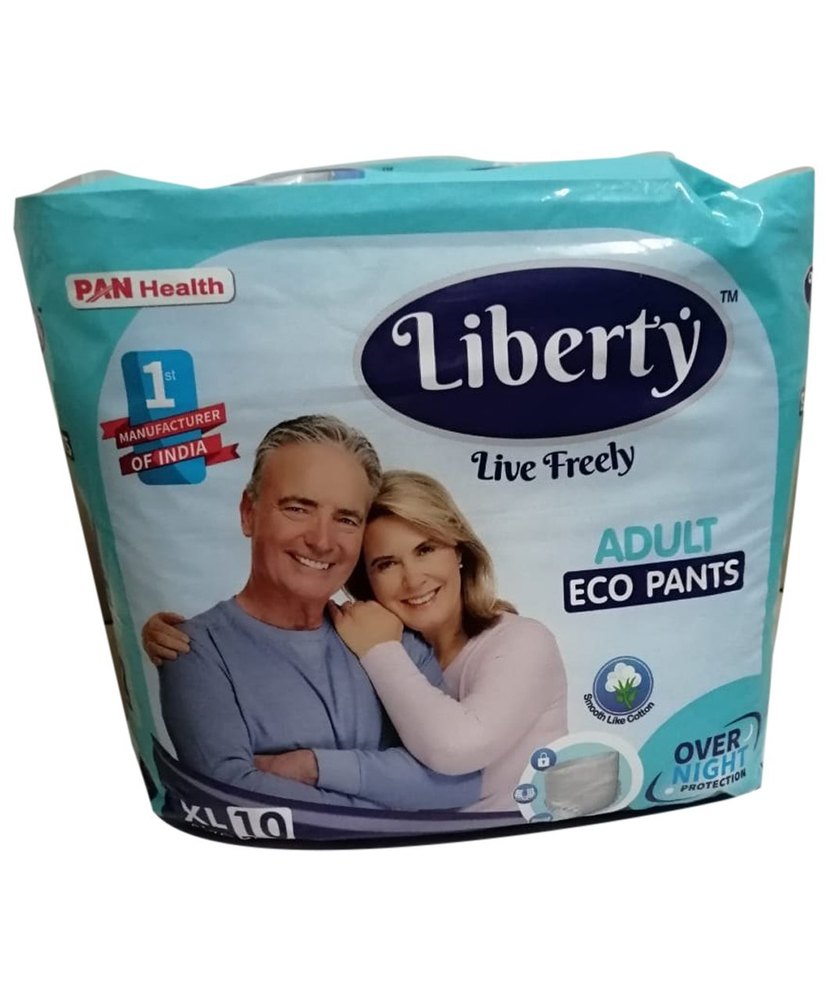 PAN Health
Liberty
TM
Live Freely
1st
MANUFACTURER
OF INDIA
ADULT
ECO PANTS
Smooth Like Cotton
OVER
NIGHT
PROTECTION
XL 10